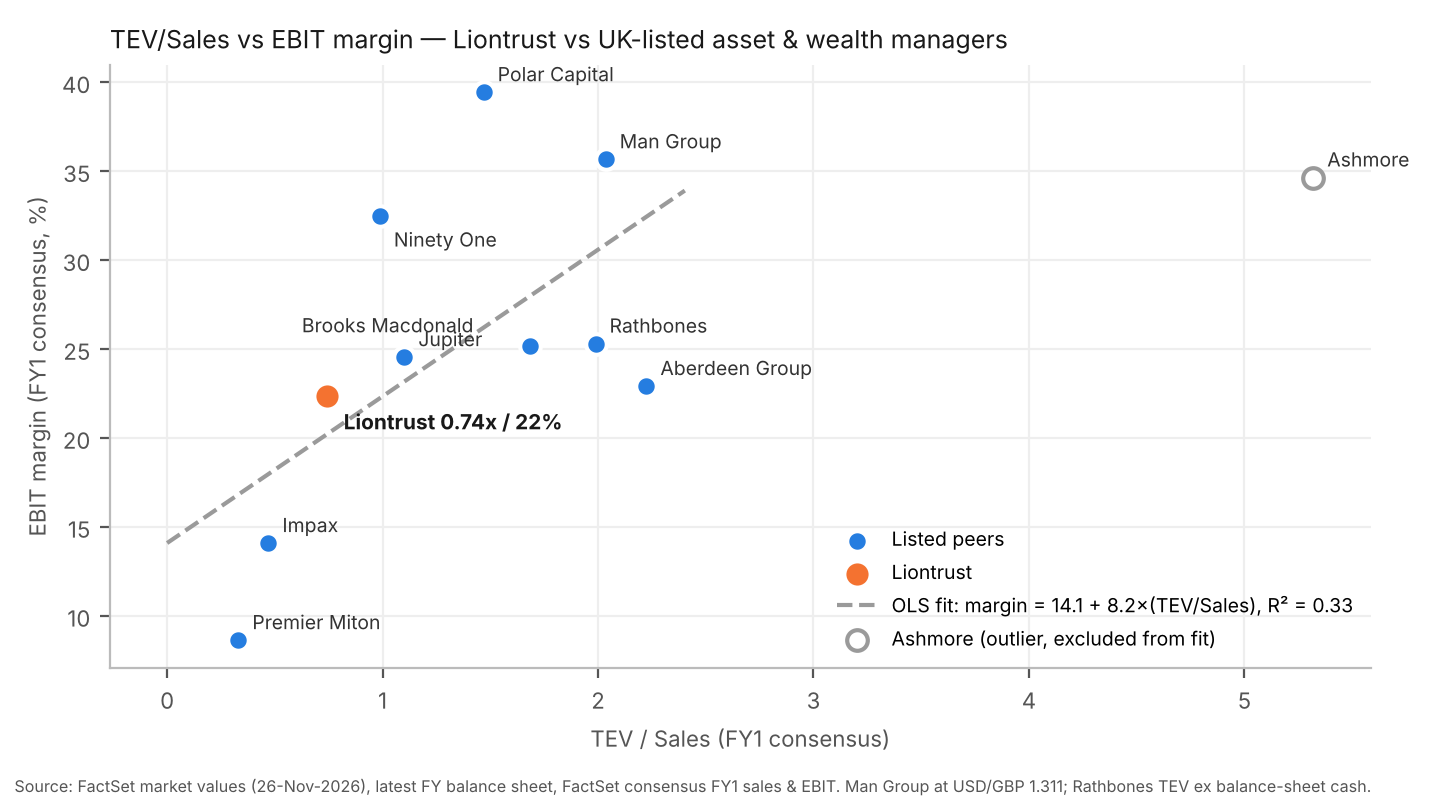 TEV/Sales vs EBIT margin — Liontrust vs UK-listed asset & wealth managers
EBIT margin (FY1 consensus, %)
40
35
30
25
20
15
10
Polar Capital
Man Group
Ashmore
Ninety One
Brooks Macdonald
Jupiter
Rathbones
Aberdeen Group
Liontrust 0.74x / 22%
Impax
Premier Miton
Listed peers
Liontrust
OLS fit: margin = 14.1 + 8.2×(TEV/Sales), R² = 0.33
Ashmore (outlier, excluded from fit)
0 1 2 3 4 5
TEV / Sales (FY1 consensus)
Source: FactSet market values (26-Nov-2026), latest FY balance sheet, FactSet consensus FY1 sales & EBIT. Man Group at USD/GBP 1.311; Rathbones TEV ex balance-sheet cash.